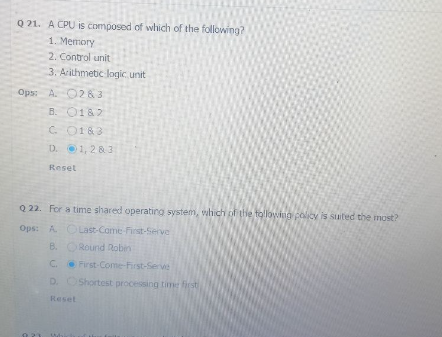 Q 21. A CPU is composed of which of the following?
1. Memory
2. Control unit
3. Arithmetic logic unit
Ops: A. 2 & 3
B. 1 & 2
C. 1 & 3
D. 1, 2 & 3
Reset
Q 22. For a time shared operating system, which of the following policy is suited the most?
Ops: A. Last-Come-First-Serve
B. Round Robin
C. First-Come-First-Serve
D. Shortest processing time first
Reset
Q 23.